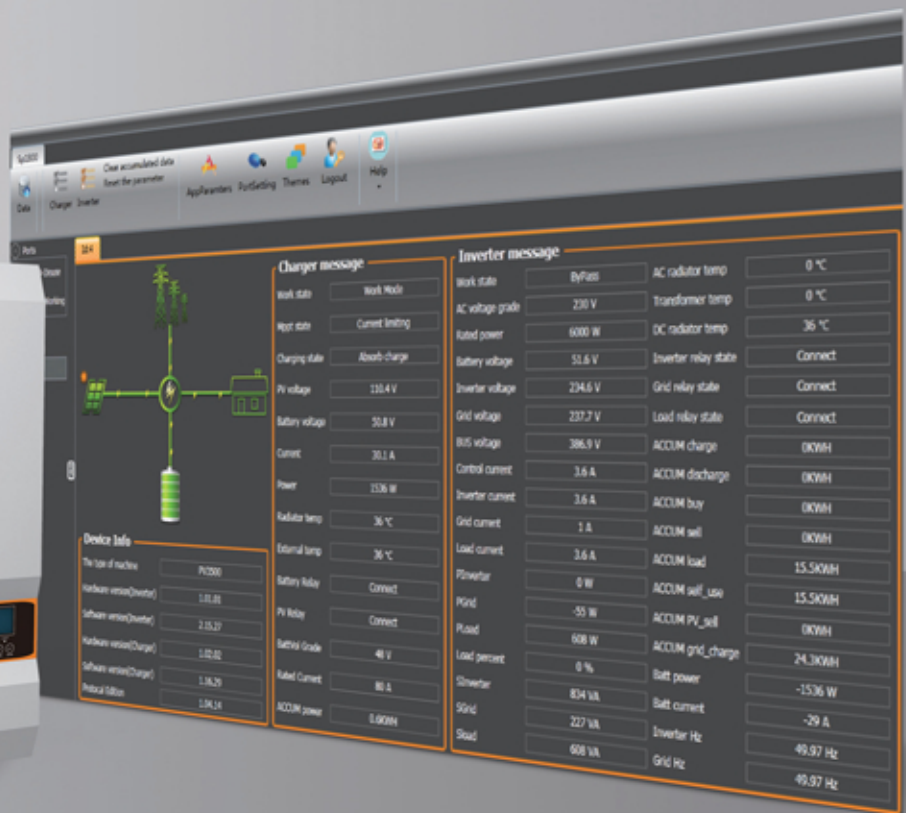 Clear accumulated data
Reset the parameter
Data
Charger
Inverter
AppParamters
PortSetting
Themes
Logout
Help
Ports
Working
Charger message
Work state Work Mode
Mppt state Current limiting
Charging state Absorb charge
PV voltage 110.4 V
Battery voltage 50.8 V
Current 30.1 A
Power 1536 W
Radiator temp 36 ℃
External temp 36 ℃
Battery Relay Connect
PV Relay Connect
BattVol Grade 48 V
Rated Current 80 A
ACCUM power 0.6KWH
Device Info
The type of machine PV3500
Hardware version(Inverter) 1.01.01
Software version(Inverter) 2.15.27
Hardware version(Charger) 1.02.02
Software version(Charger) 1.16.29
Protocal Edition 1.04.14
Inverter message
Work state ByPass
AC voltage grade 230 V
Rated power 6000 W
Battery voltage 51.6 V
Inverter voltage 234.6 V
Grid voltage 237.7 V
BUS voltage 386.9 V
Control current 3.6 A
Inverter current 3.6 A
Grid current 1 A
Load current 3.6 A
PInverter 0 W
PGrid -55 W
PLoad 608 W
Load percent 0 %
SInverter 834 VA
SGrid 227 VA
Sload 608 VA
AC radiator temp 0 ℃
Transformer temp 0 ℃
DC radiator temp 36 ℃
Inverter relay state Connect
Grid relay state Connect
Load relay state Connect
ACCUM charge 0KWH
ACCUM discharge 0KWH
ACCUM buy 0KWH
ACCUM sell 0KWH
ACCUM load 15.5KWH
ACCUM self_use 15.5KWH
ACCUM PV_sell 0KWH
ACCUM grid_charge 24.3KWH
Batt power -1536 W
Batt current -29 A
Inverter Hz 49.97 Hz
Grid Hz 49.97 Hz